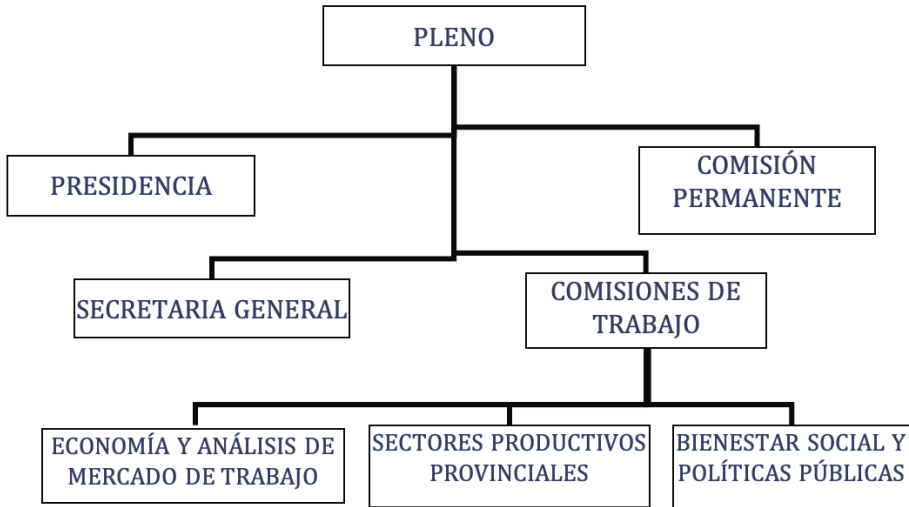 PLENO
PRESIDENCIA
COMISIÓN
PERMANENTE
SECRETARIA GENERAL
COMISIONES DE
TRABAJO
ECONOMÍA Y ANÁLISIS DE
MERCADO DE TRABAJO
SECTORES PRODUCTIVOS
PROVINCIALES
BIENESTAR SOCIAL Y
POLÍTICAS PÚBLICAS